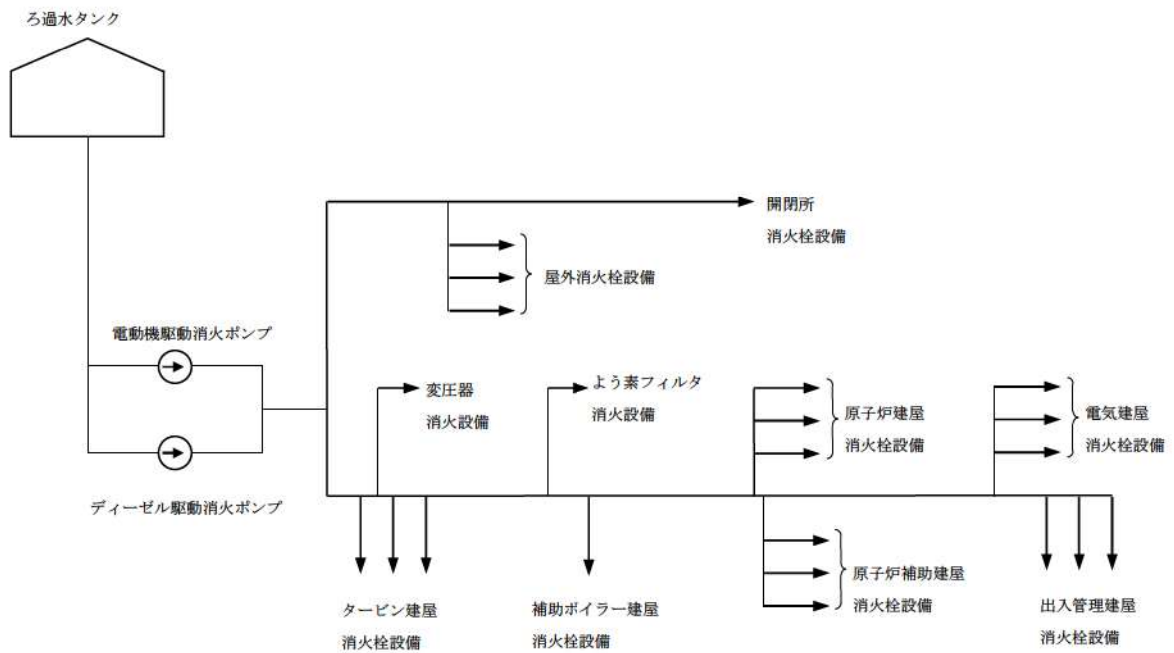 ろ過水タンク
開閉所
消火栓設備
屋外消火栓設備
電動機駆動消火ポンプ
変圧器
消火設備
よう素フィルタ
消火設備
原子炉建屋
消火栓設備
電気建屋
消火栓設備
ディーゼル駆動消火ポンプ
タービン建屋
消火栓設備
補助ボイラー建屋
消火栓設備
原子炉補助建屋
消火栓設備
出入管理建屋
消火栓設備